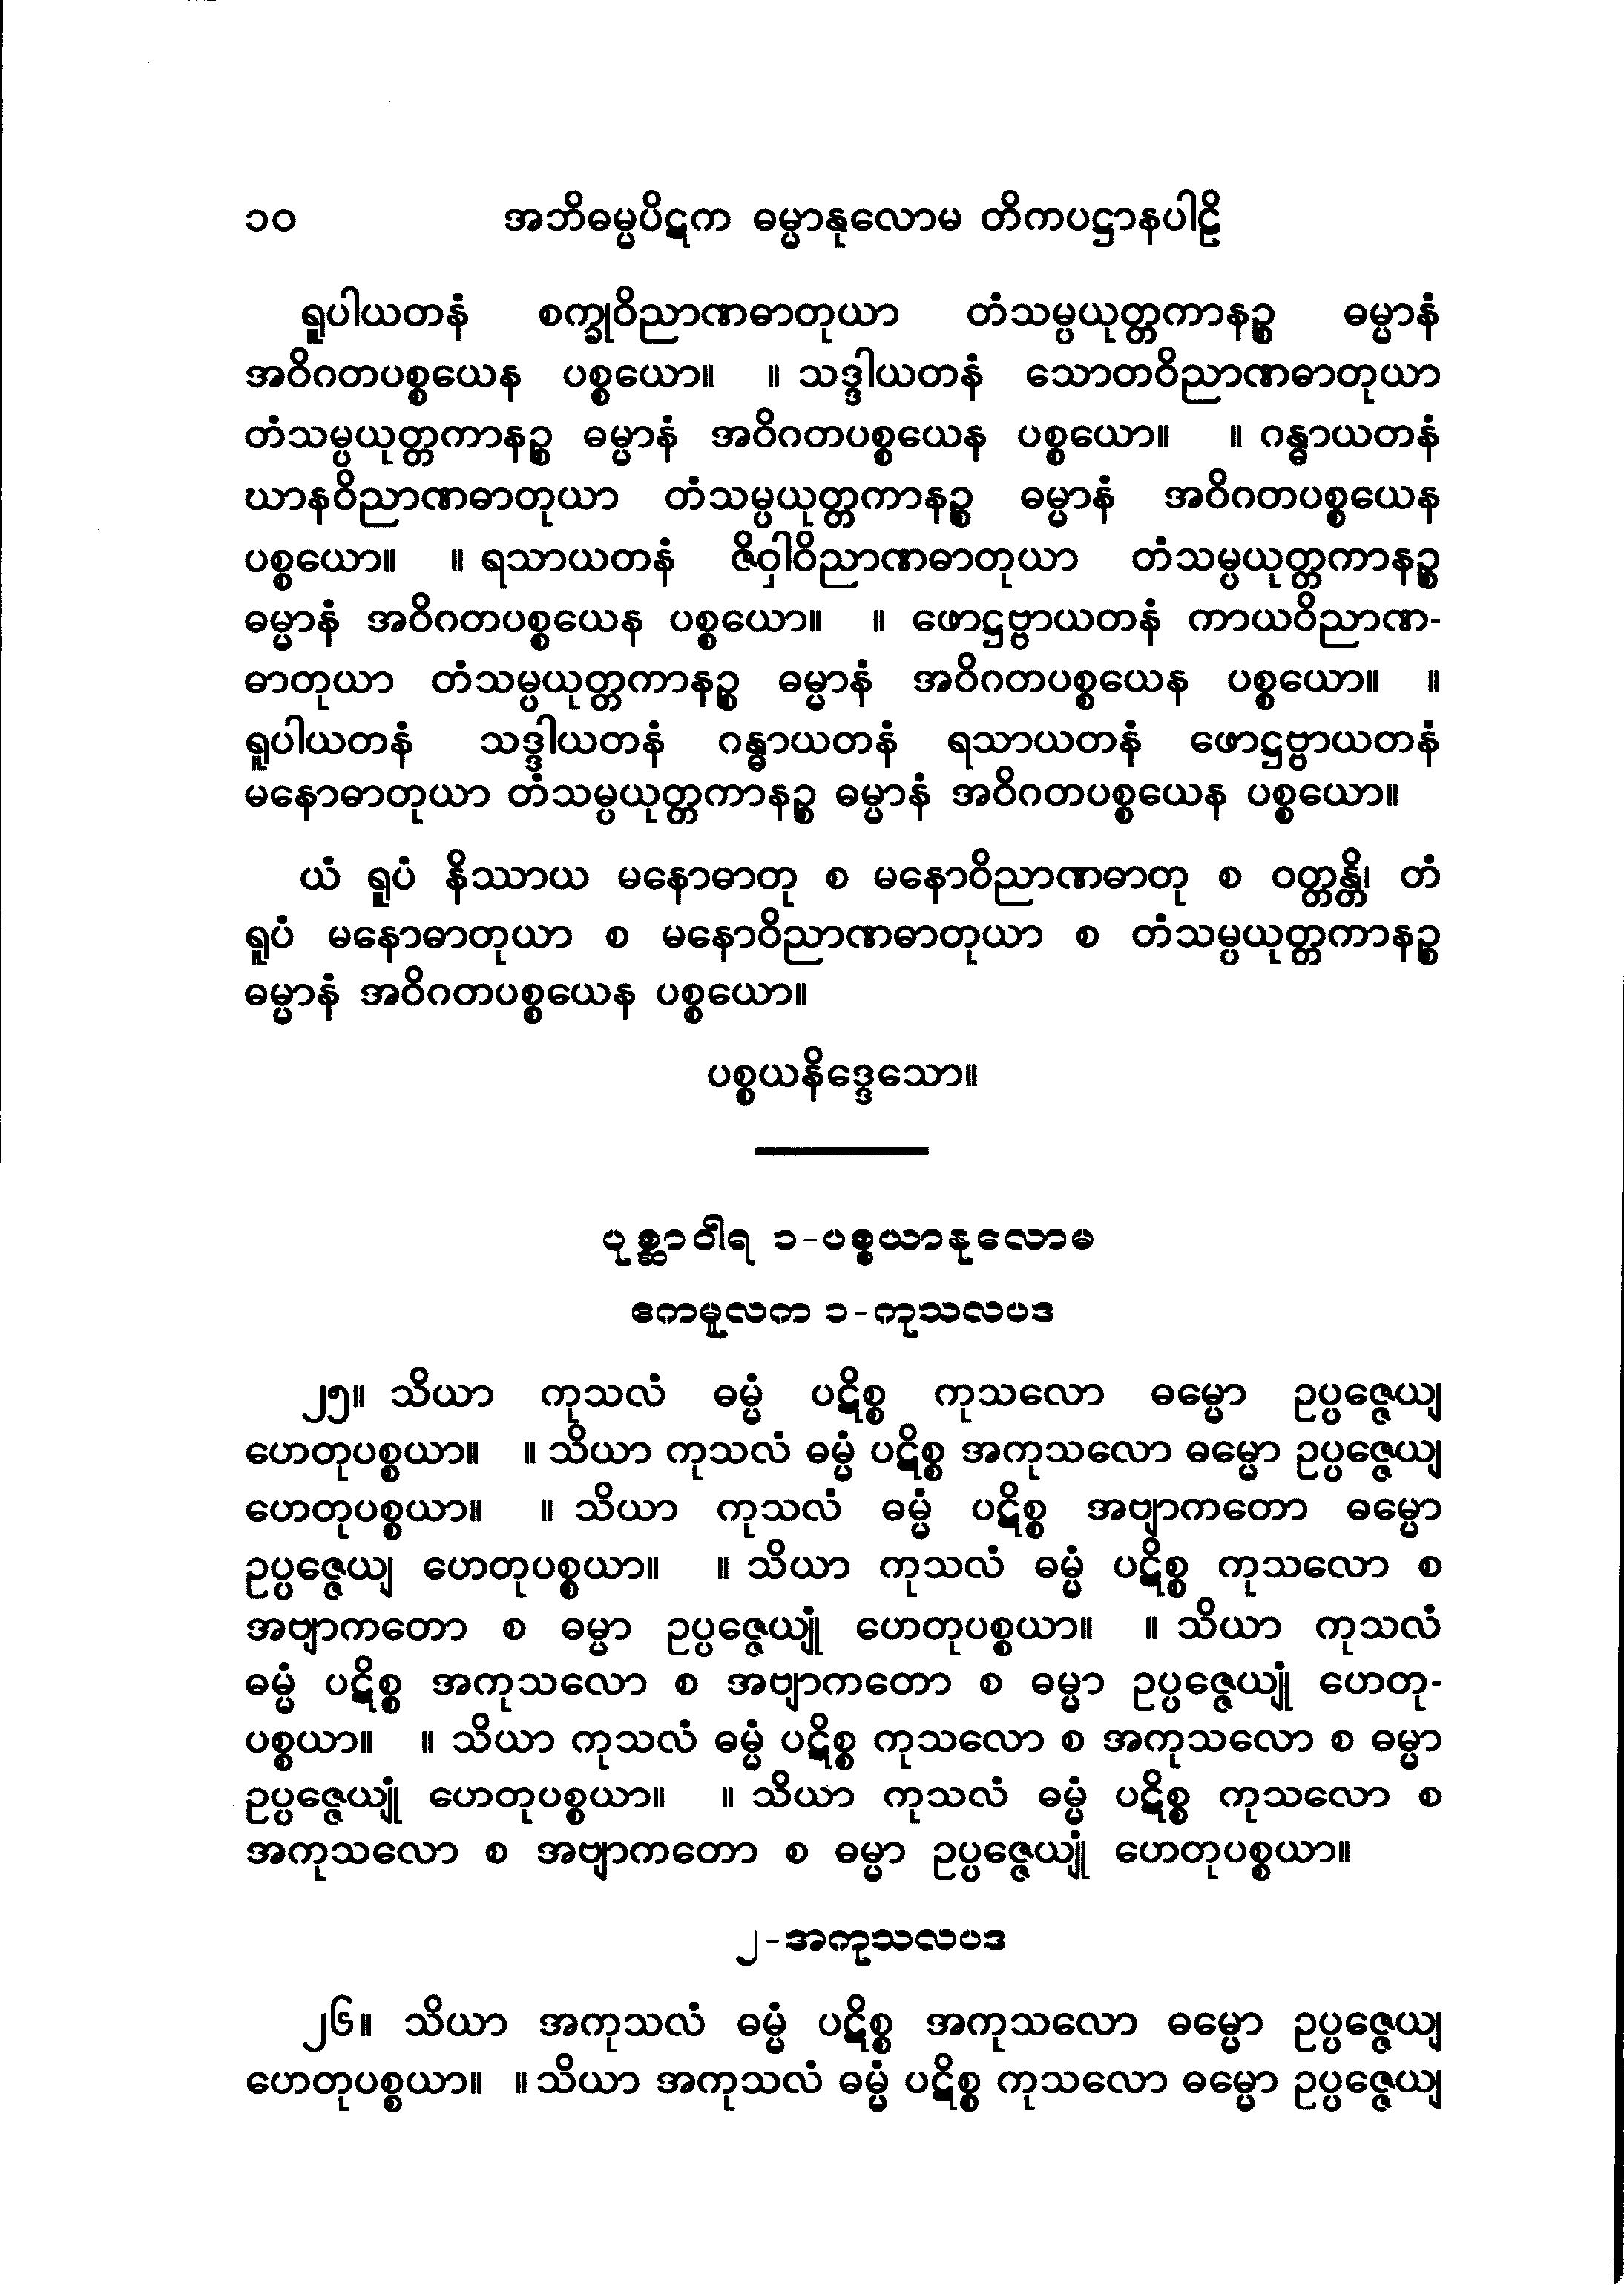 ၁၀ အဘိဓမ္မပိဋက ဓမ္မာနုလောမ တိကပဋ္ဌာနပါဠိ
ရူပါယတနံ စက္ခုဝိညာဏဓာတုယာ တံသမ္ပယုတ္တကာနဉ္စ ဓမ္မာနံ
အဝိဂတပစ္စယေန ပစ္စယော။ ။ သဒ္ဒါယတနံ သောတဝိညာဏဓာတုယာ
တံသမ္ပယုတ္တကာနဉ္စ ဓမ္မာနံ အဝိဂတပစ္စယေန ပစ္စယော။ ။ ဂန္ဓာယတနံ
ဃာနဝိညာဏဓာတုယာ တံသမ္ပယုတ္တကာနဉ္စ ဓမ္မာနံ အဝိဂတပစ္စယေန
ပစ္စယော။ ။ ရသာယတနံ ဇိဝှါဝိညာဏဓာတုယာ တံသမ္ပယုတ္တကာနဉ္စ
ဓမ္မာနံ အဝိဂတပစ္စယေန ပစ္စယော။ ။ ဖောဋ္ဌဗ္ဗာယတနံ ကာယဝိညာဏ-
ဓာတုယာ တံသမ္ပယုတ္တကာနဉ္စ ဓမ္မာနံ အဝိဂတပစ္စယေန ပစ္စယော။ ။
ရူပါယတနံ သဒ္ဒါယတနံ ဂန္ဓာယတနံ ရသာယတနံ ဖောဋ္ဌဗ္ဗာယတနံ
မနောဓာတုယာ တံသမ္ပယုတ္တကာနဉ္စ ဓမ္မာနံ အဝိဂတပစ္စယေန ပစ္စယော။
ယံ ရူပံ နိဿာယ မနောဓာတု စ မနောဝိညာဏဓာတု စ ဝတ္တန္တိ၊ တံ
ရူပံ မနောဓာတုယာ စ မနောဝိညာဏဓာတုယာ စ တံသမ္ပယုတ္တကာနဉ္စ
ဓမ္မာနံ အဝိဂတပစ္စယေန ပစ္စယော။
ပစ္စယနိဒ္ဒေသော။
ပုစ္ဆာဝါရ ၁-ပစ္စယာနုလောမ
ဧကမူလက ၁-ကုသလပဒ
၂၅။ သိယာ ကုသလံ ဓမ္မံ ပဋိစ္စ ကုသလော ဓမ္မော ဥပ္ပဇ္ဇေယျ
ဟေတုပစ္စယာ။ ။ သိယာ ကုသလံ ဓမ္မံ ပဋိစ္စ အကုသလော ဓမ္မော ဥပ္ပဇ္ဇေယျ
ဟေတုပစ္စယာ။ ။ သိယာ ကုသလံ ဓမ္မံ ပဋိစ္စ အဗျာကတော ဓမ္မော
ဥပ္ပဇ္ဇေယျ ဟေတုပစ္စယာ။ ။ သိယာ ကုသလံ ဓမ္မံ ပဋိစ္စ ကုသလော စ
အဗျာကတော စ ဓမ္မာ ဥပ္ပဇ္ဇေယျုံ ဟေတုပစ္စယာ။ ။ သိယာ ကုသလံ
ဓမ္မံ ပဋိစ္စ အကုသလော စ အဗျာကတော စ ဓမ္မာ ဥပ္ပဇ္ဇေယျုံ ဟေတု-
ပစ္စယာ။ ။ သိယာ ကုသလံ ဓမ္မံ ပဋိစ္စ ကုသလော စ အကုသလော စ ဓမ္မာ
ဥပ္ပဇ္ဇေယျုံ ဟေတုပစ္စယာ။ ။ သိယာ ကုသလံ ဓမ္မံ ပဋိစ္စ ကုသလော စ
အကုသလော စ အဗျာကတော စ ဓမ္မာ ဥပ္ပဇ္ဇေယျုံ ဟေတုပစ္စယာ။
၂-အကုသလပဒ
၂၆။ သိယာ အကုသလံ ဓမ္မံ ပဋိစ္စ အကုသလော ဓမ္မော ဥပ္ပဇ္ဇေယျ
ဟေတုပစ္စယာ။ ။ သိယာ အကုသလံ ဓမ္မံ ပဋိစ္စ ကုသလော ဓမ္မော ဥပ္ပဇ္ဇေယျ